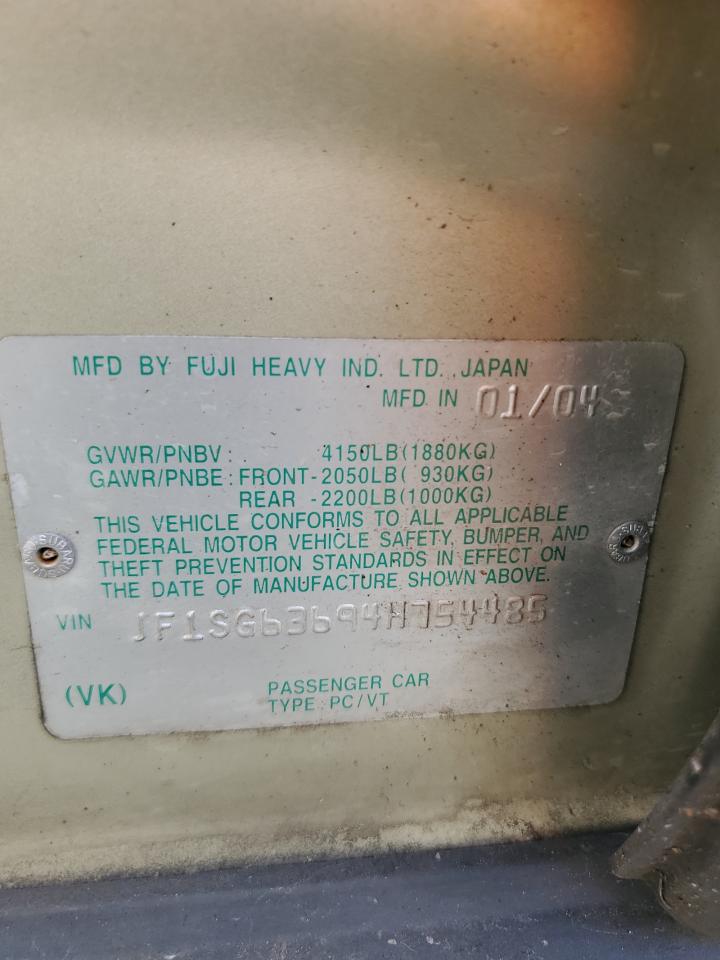 MFD BY FUJI HEAVY IND. LTD. JAPAN
MFD IN 01/04
GVWR/PNBV: 4150LB(1880KG)
GAWR/PNBE: FRONT-2050LB( 930KG)
REAR -2200LB(1000KG)
THIS VEHICLE CONFORMS TO ALL APPLICABLE
FEDERAL MOTOR VEHICLE SAFETY, BUMPER, AND
THEFT PREVENTION STANDARDS IN EFFECT ON
THE DATE OF MANUFACTURE SHOWN ABOVE.
VIN JF1SG63694H754485
(VK) PASSENGER CAR
TYPE: PC/VT
SUBARU
SUBARU